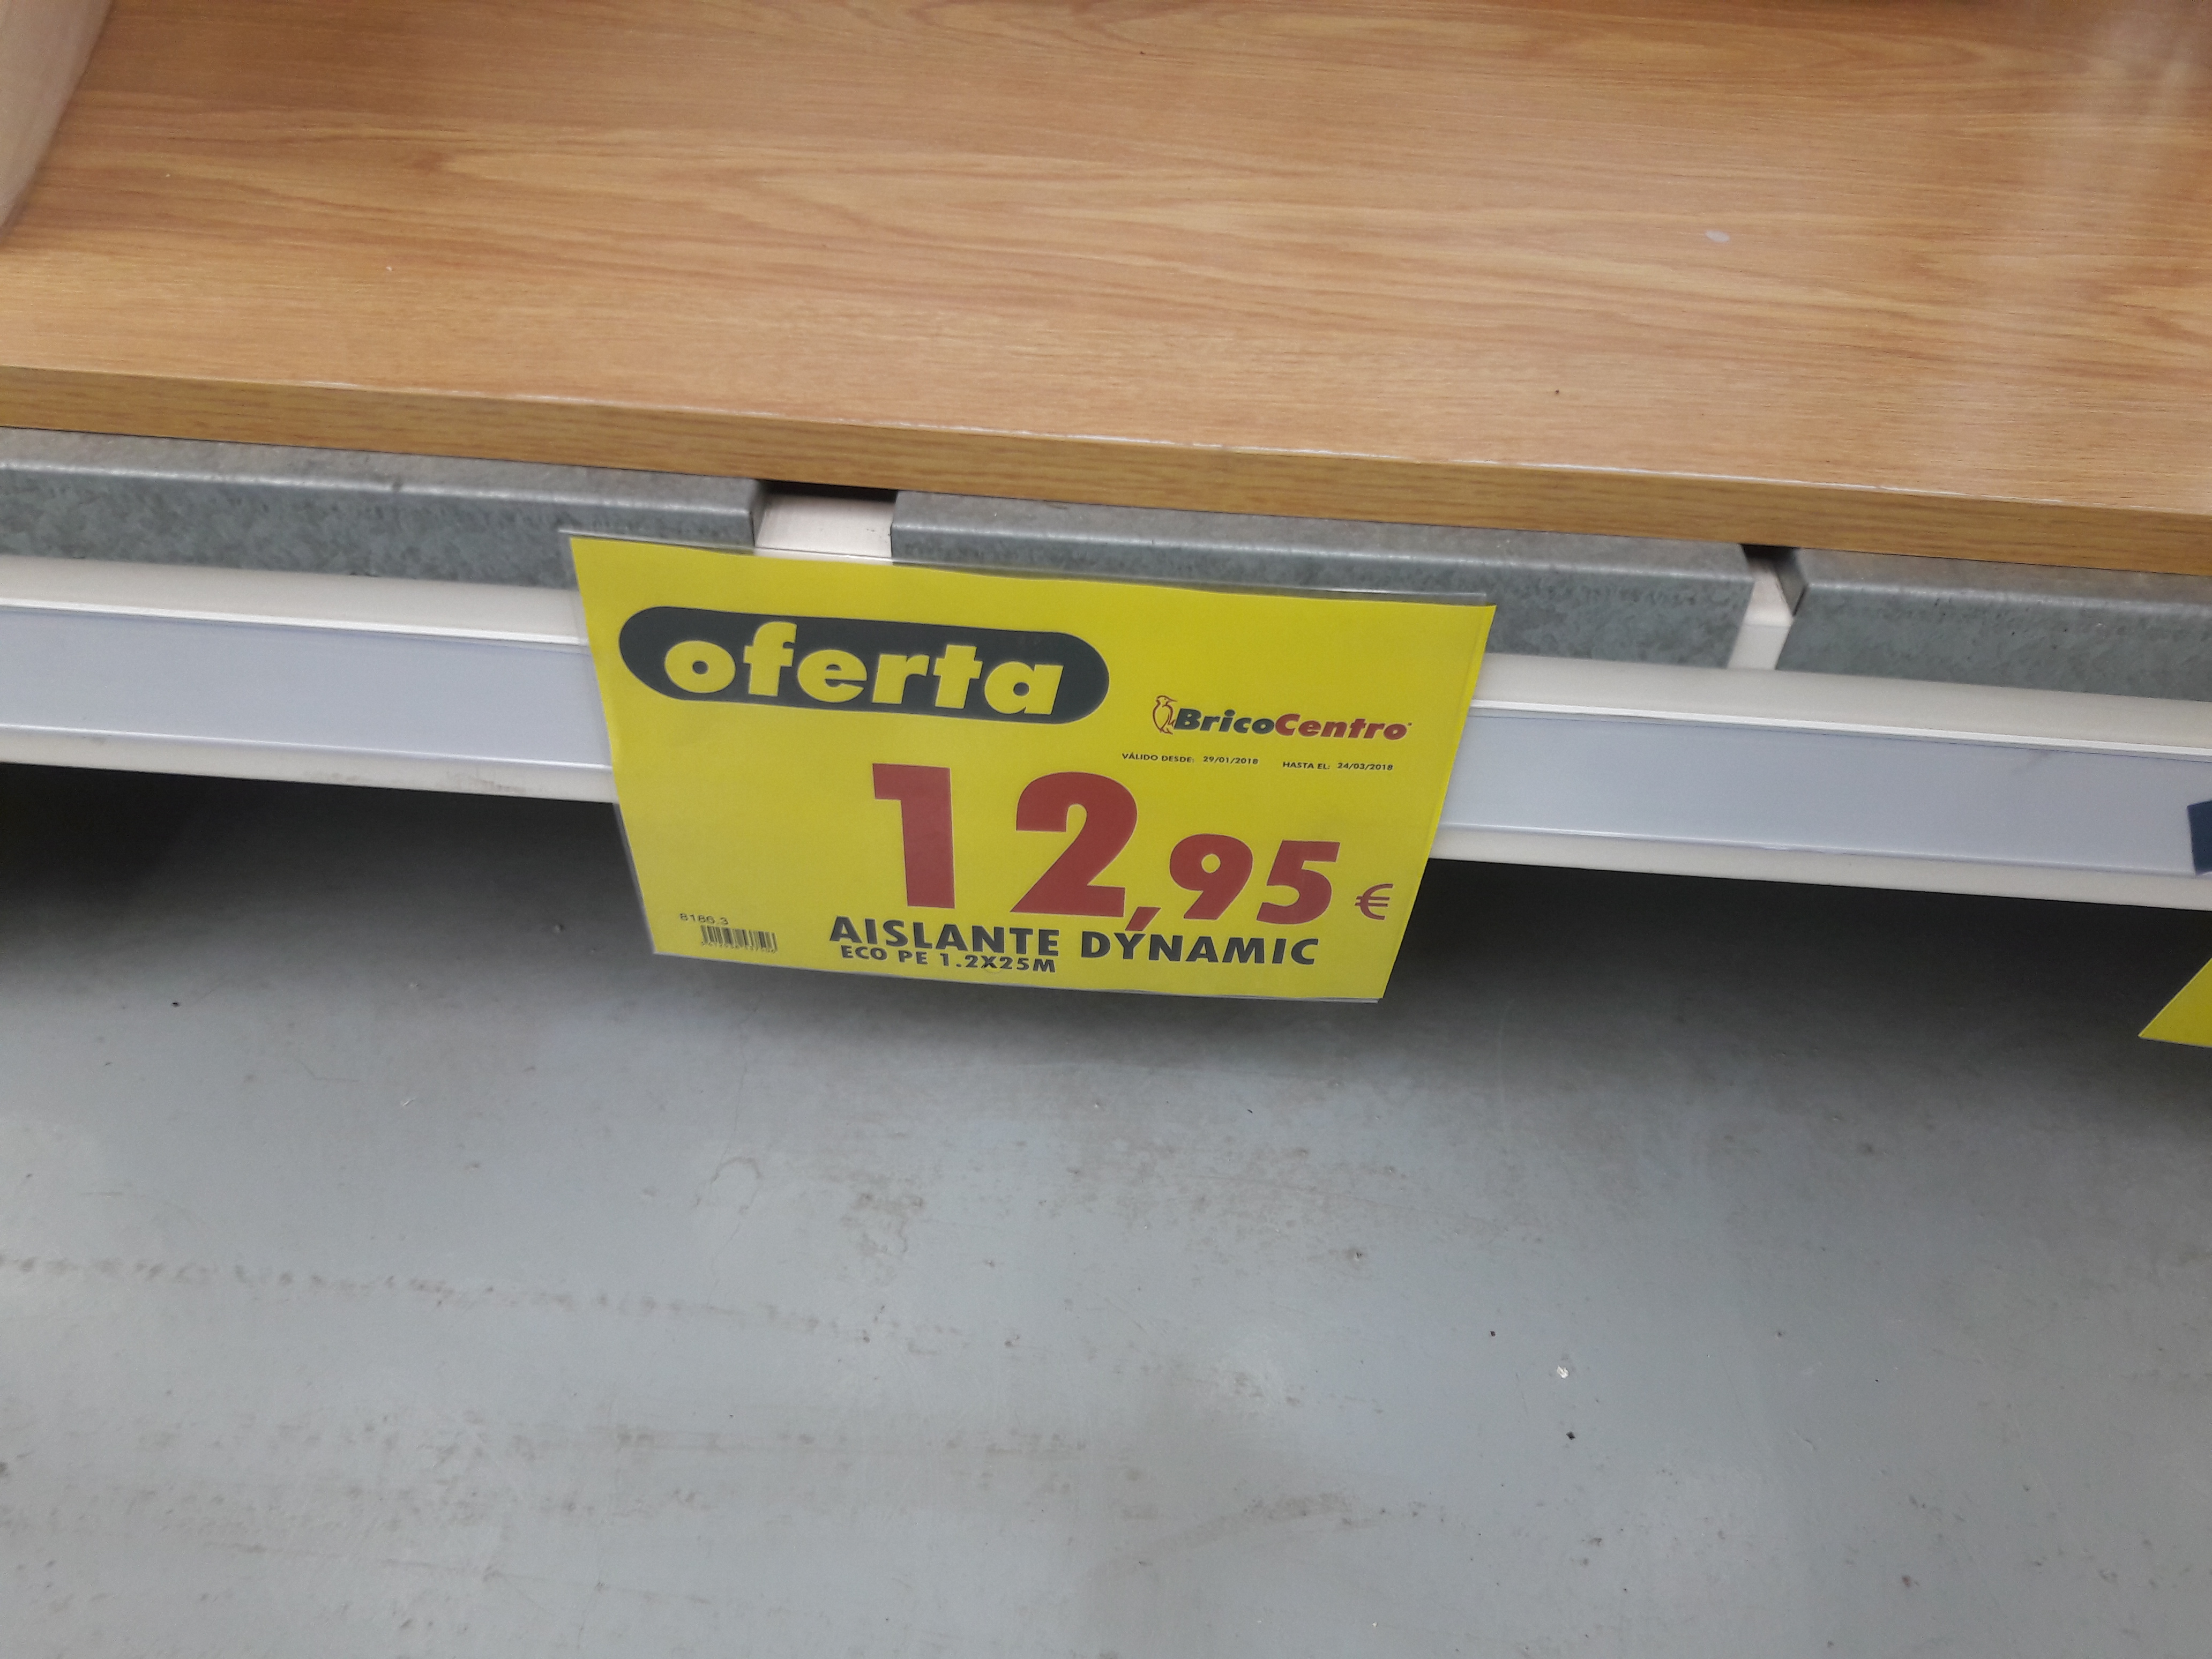 oferta
BricoCentro
VÁLIDO DESDE: 29/01/2018 HASTA EL: 24/03/2018
12,95 €
8186.3
AISLANTE DYNAMIC
ECO PE 1.2X25M